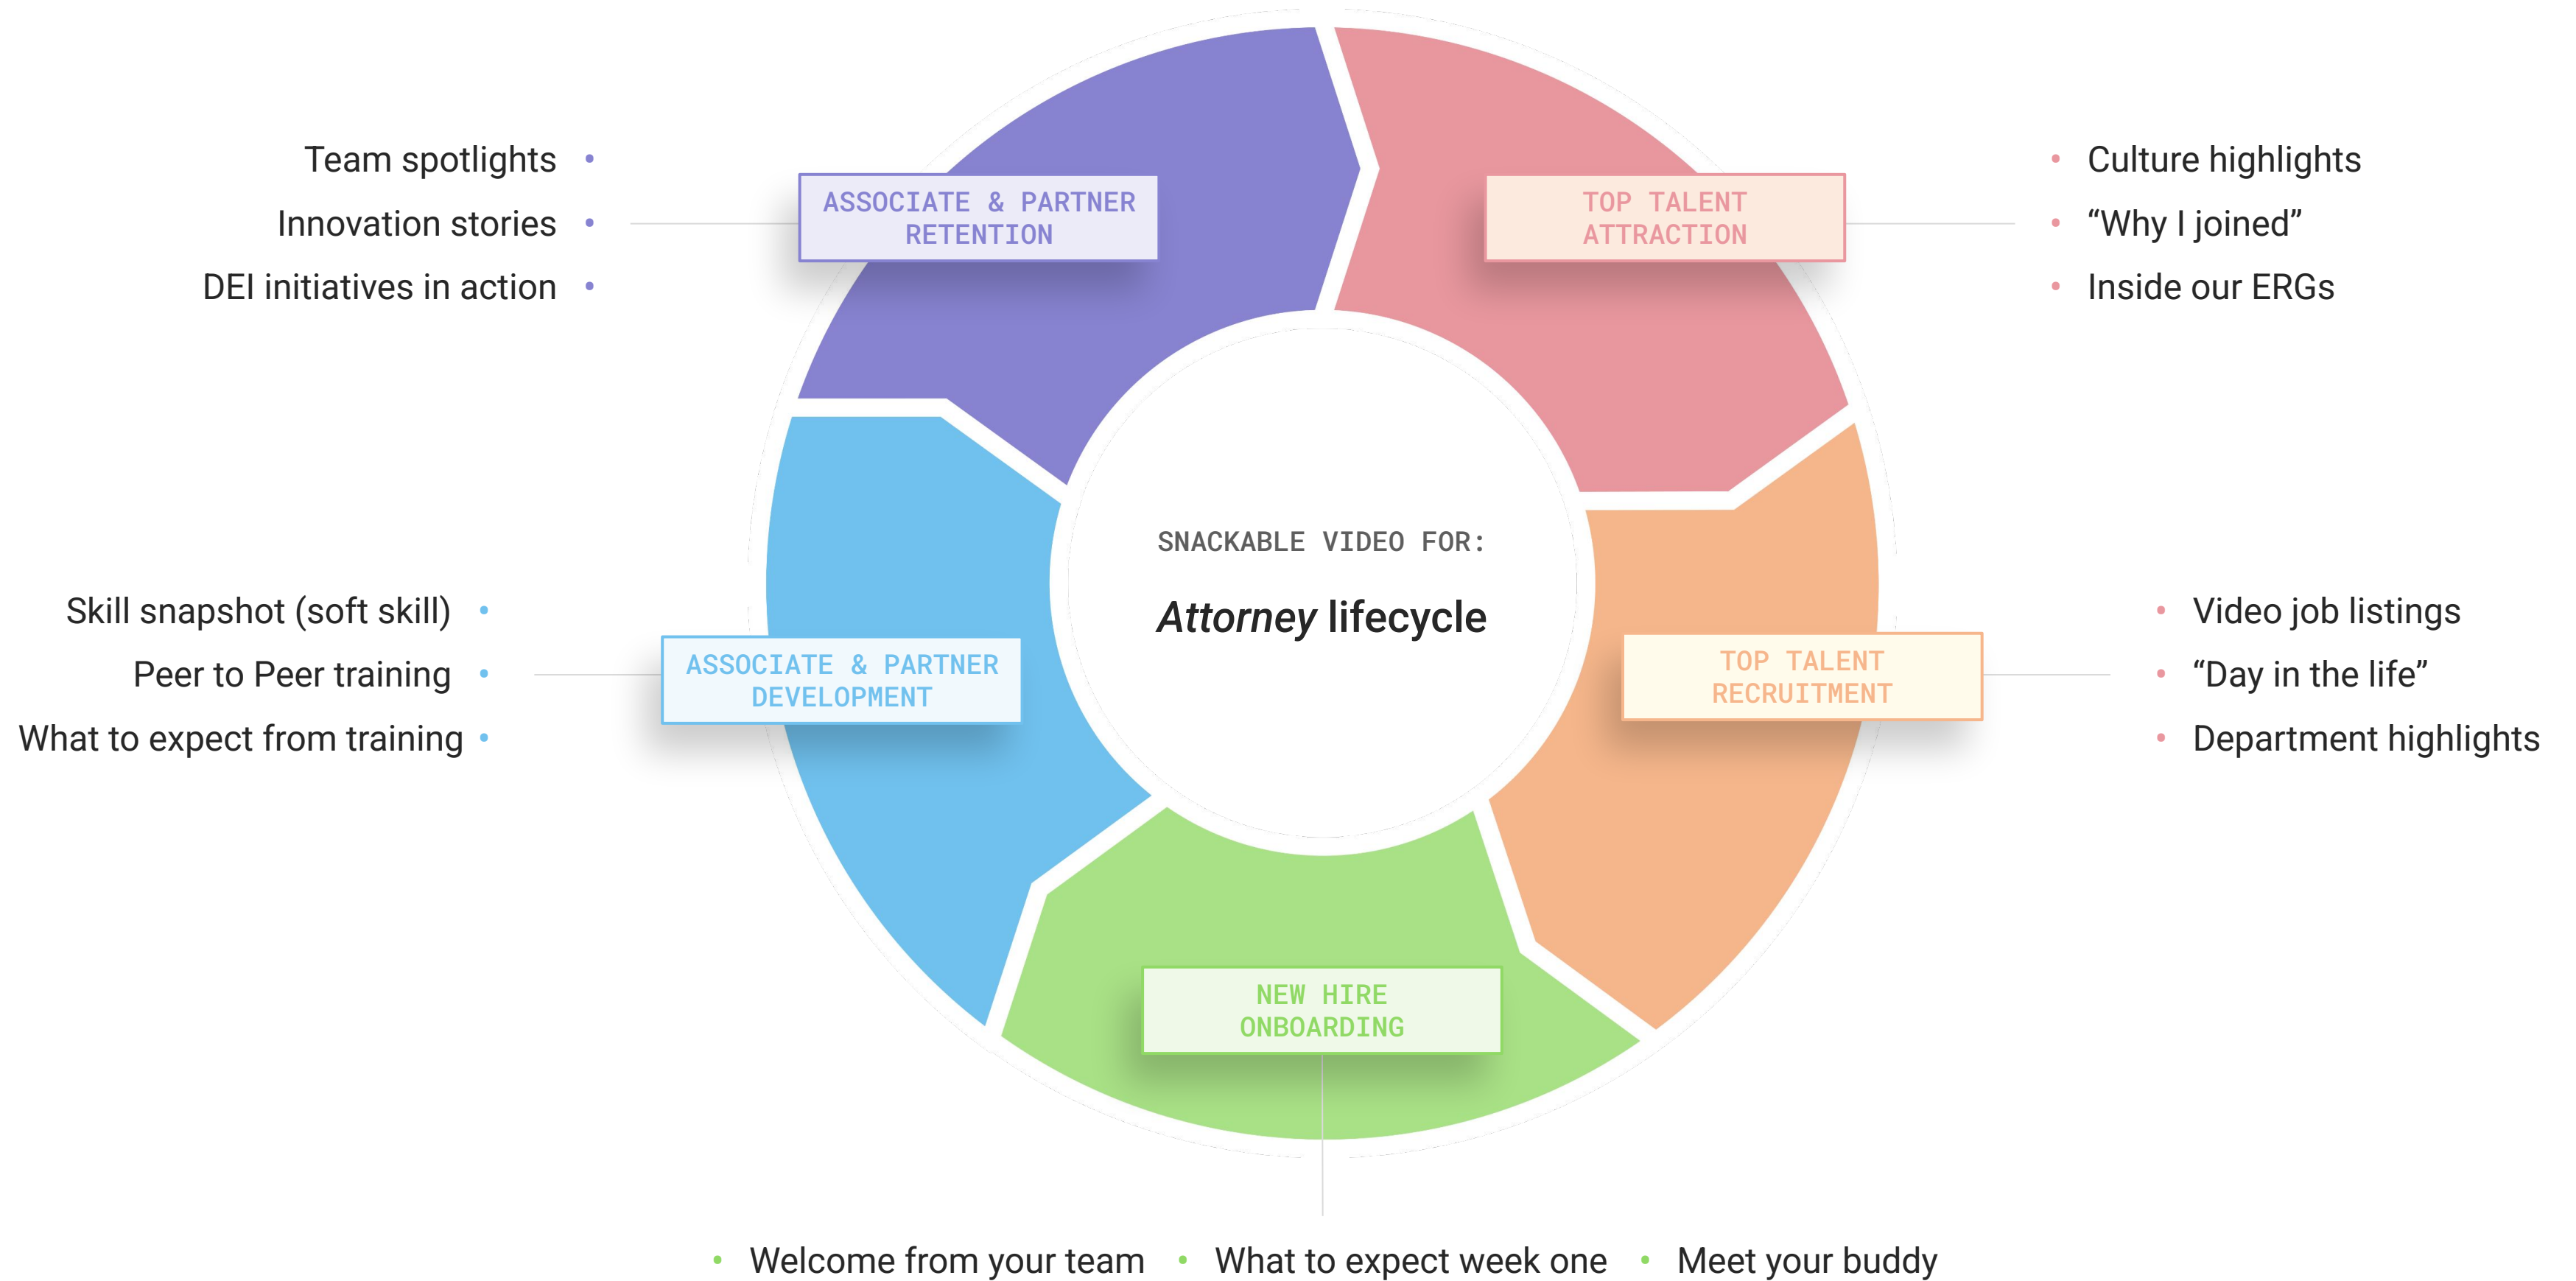 SNACKABLE VIDEO FOR:
Attorney lifecycle
TOP TALENT
ATTRACTION
• Culture highlights
• “Why I joined”
• Inside our ERGs
TOP TALENT
RECRUITMENT
• Video job listings
• “Day in the life”
• Department highlights
NEW HIRE
ONBOARDING
• Welcome from your team • What to expect week one • Meet your buddy
ASSOCIATE & PARTNER
DEVELOPMENT
Skill snapshot (soft skill) •
Peer to Peer training •
What to expect from training •
ASSOCIATE & PARTNER
RETENTION
Team spotlights •
Innovation stories •
DEI initiatives in action •